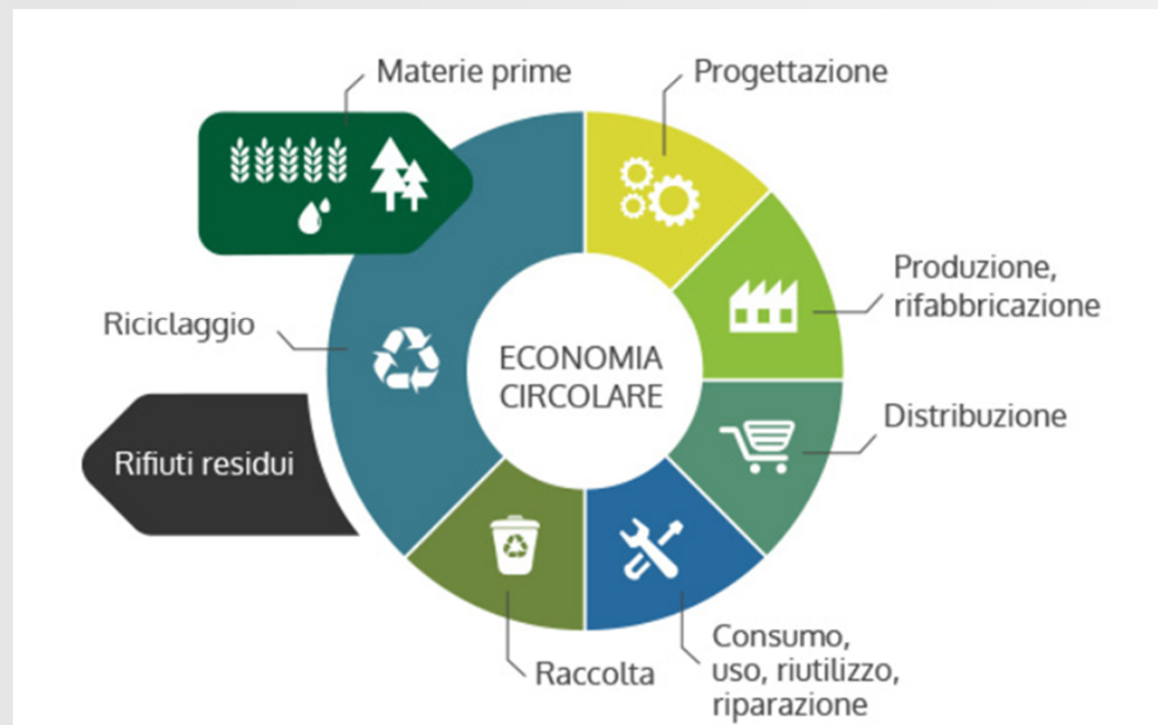 Materie prime
Progettazione
Produzione,
rifabbricazione
Riciclaggio
ECONOMIA
CIRCOLARE
Distribuzione
Rifiuti residui
Consumo,
uso, riutilizzo,
riparazione
Raccolta